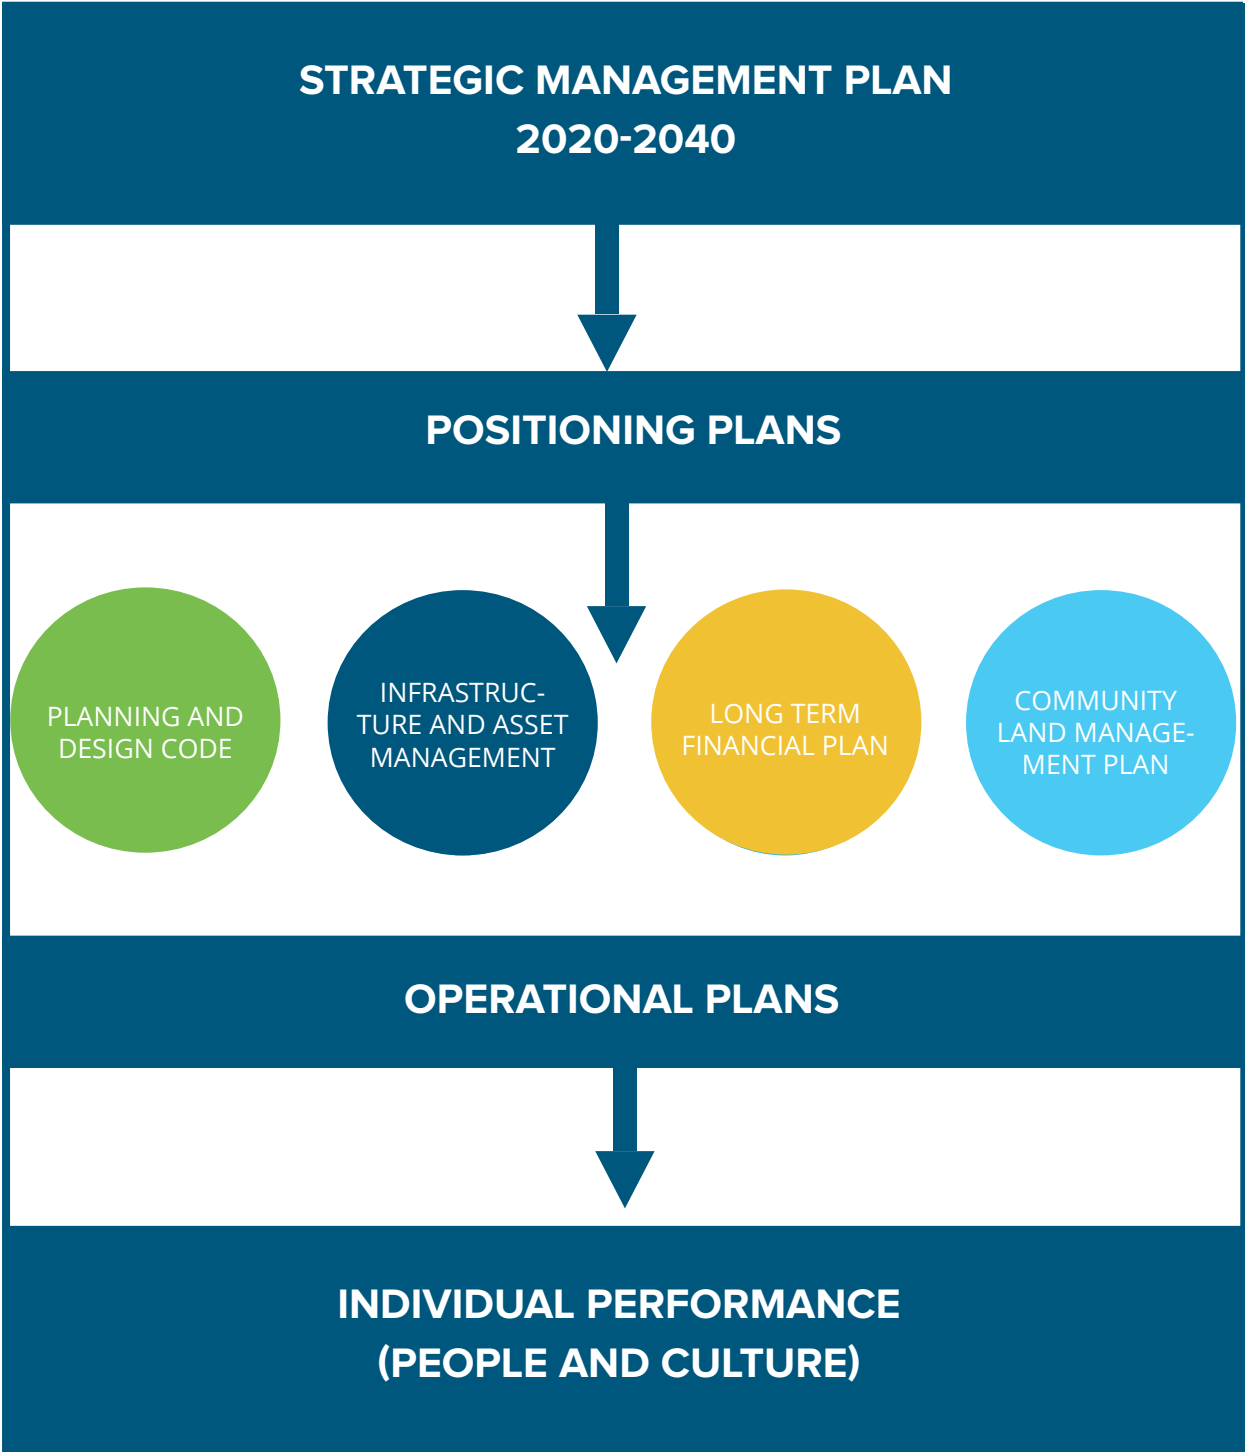 STRATEGIC MANAGEMENT PLAN
2020-2040
POSITIONING PLANS
PLANNING AND
DESIGN CODE
INFRASTRUC-
TURE AND ASSET
MANAGEMENT
LONG TERM
FINANCIAL PLAN
COMMUNITY
LAND MANAGE-
MENT PLAN
OPERATIONAL PLANS
INDIVIDUAL PERFORMANCE
(PEOPLE AND CULTURE)